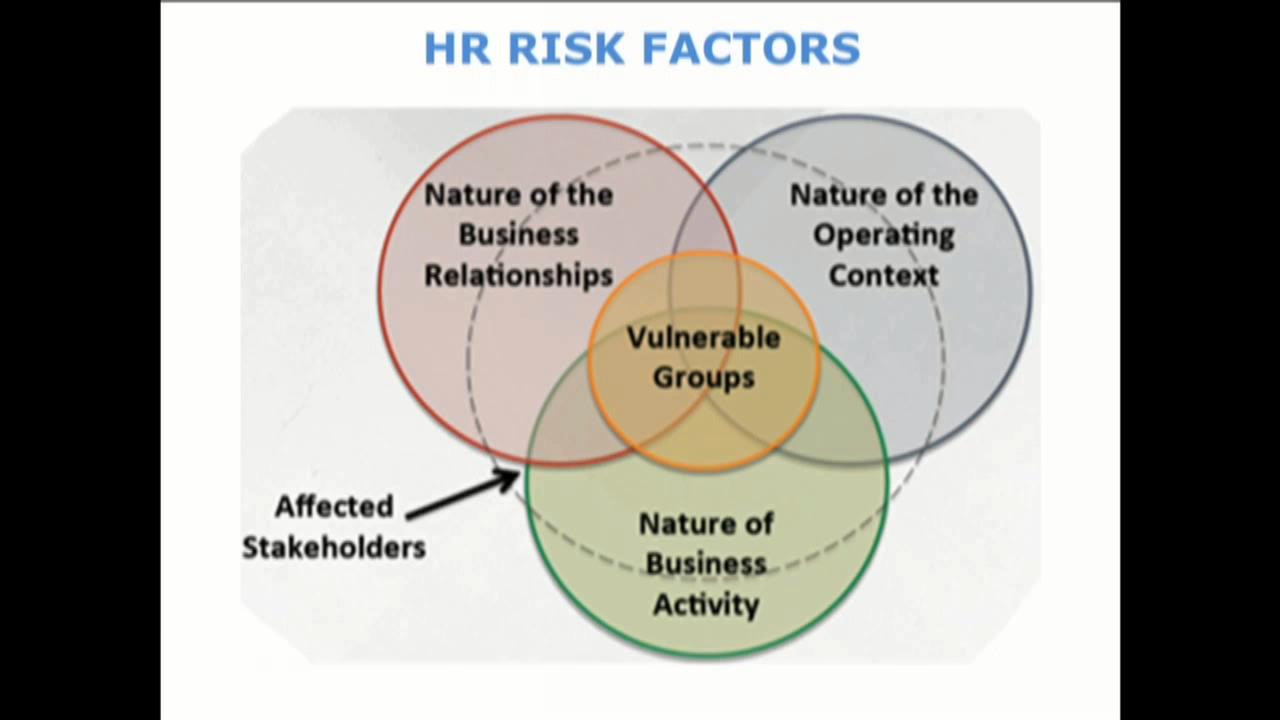 HR RISK FACTORS
Nature of the
Business
Relationships
Nature of the
Operating
Context
Vulnerable
Groups
Affected
Stakeholders
Nature of
Business
Activity